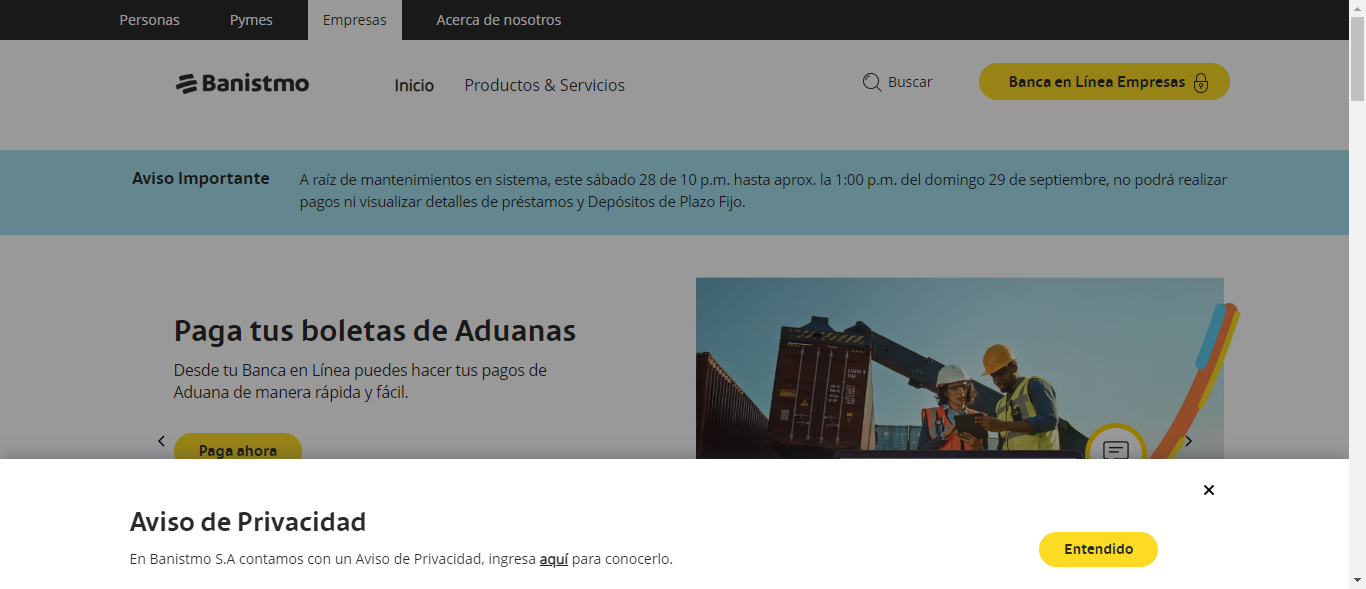 Personas Pymes Empresas Acerca de nosotros
Banistmo Inicio Productos & Servicios Buscar Banca en Línea Empresas
Aviso Importante
A raíz de mantenimientos en sistema, este sábado 28 de 10 p.m. hasta aprox. la 1:00 p.m. del domingo 29 de septiembre, no podrá realizar
pagos ni visualizar detalles de préstamos y Depósitos de Plazo Fijo.
Paga tus boletas de Aduanas
Desde tu Banca en Línea puedes hacer tus pagos de
Aduana de manera rápida y fácil.
Paga ahora
Aviso de Privacidad
En Banistmo S.A contamos con un Aviso de Privacidad, ingresa aquí para conocerlo.
Entendido